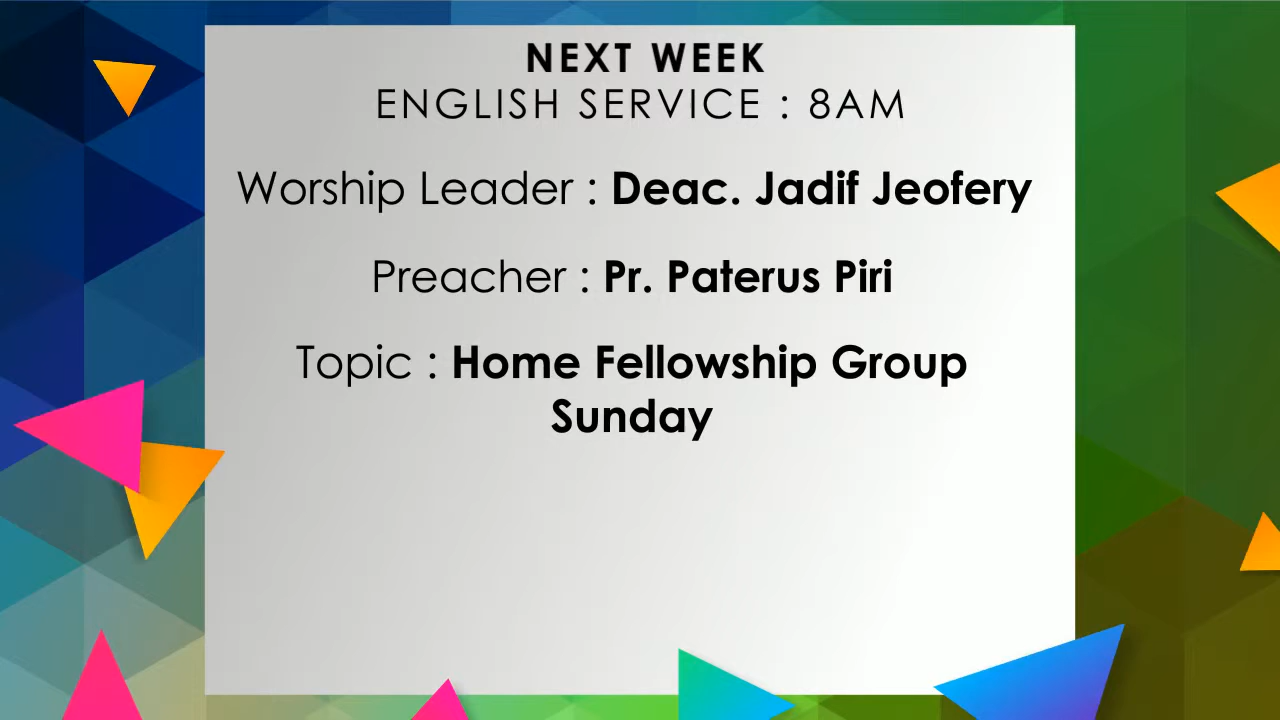 NEXT WEEK
ENGLISH SERVICE : 8AM
Worship Leader : Deac. Jadif Jeofery
Preacher : Pr. Paterus Piri
Topic : Home Fellowship Group
Sunday